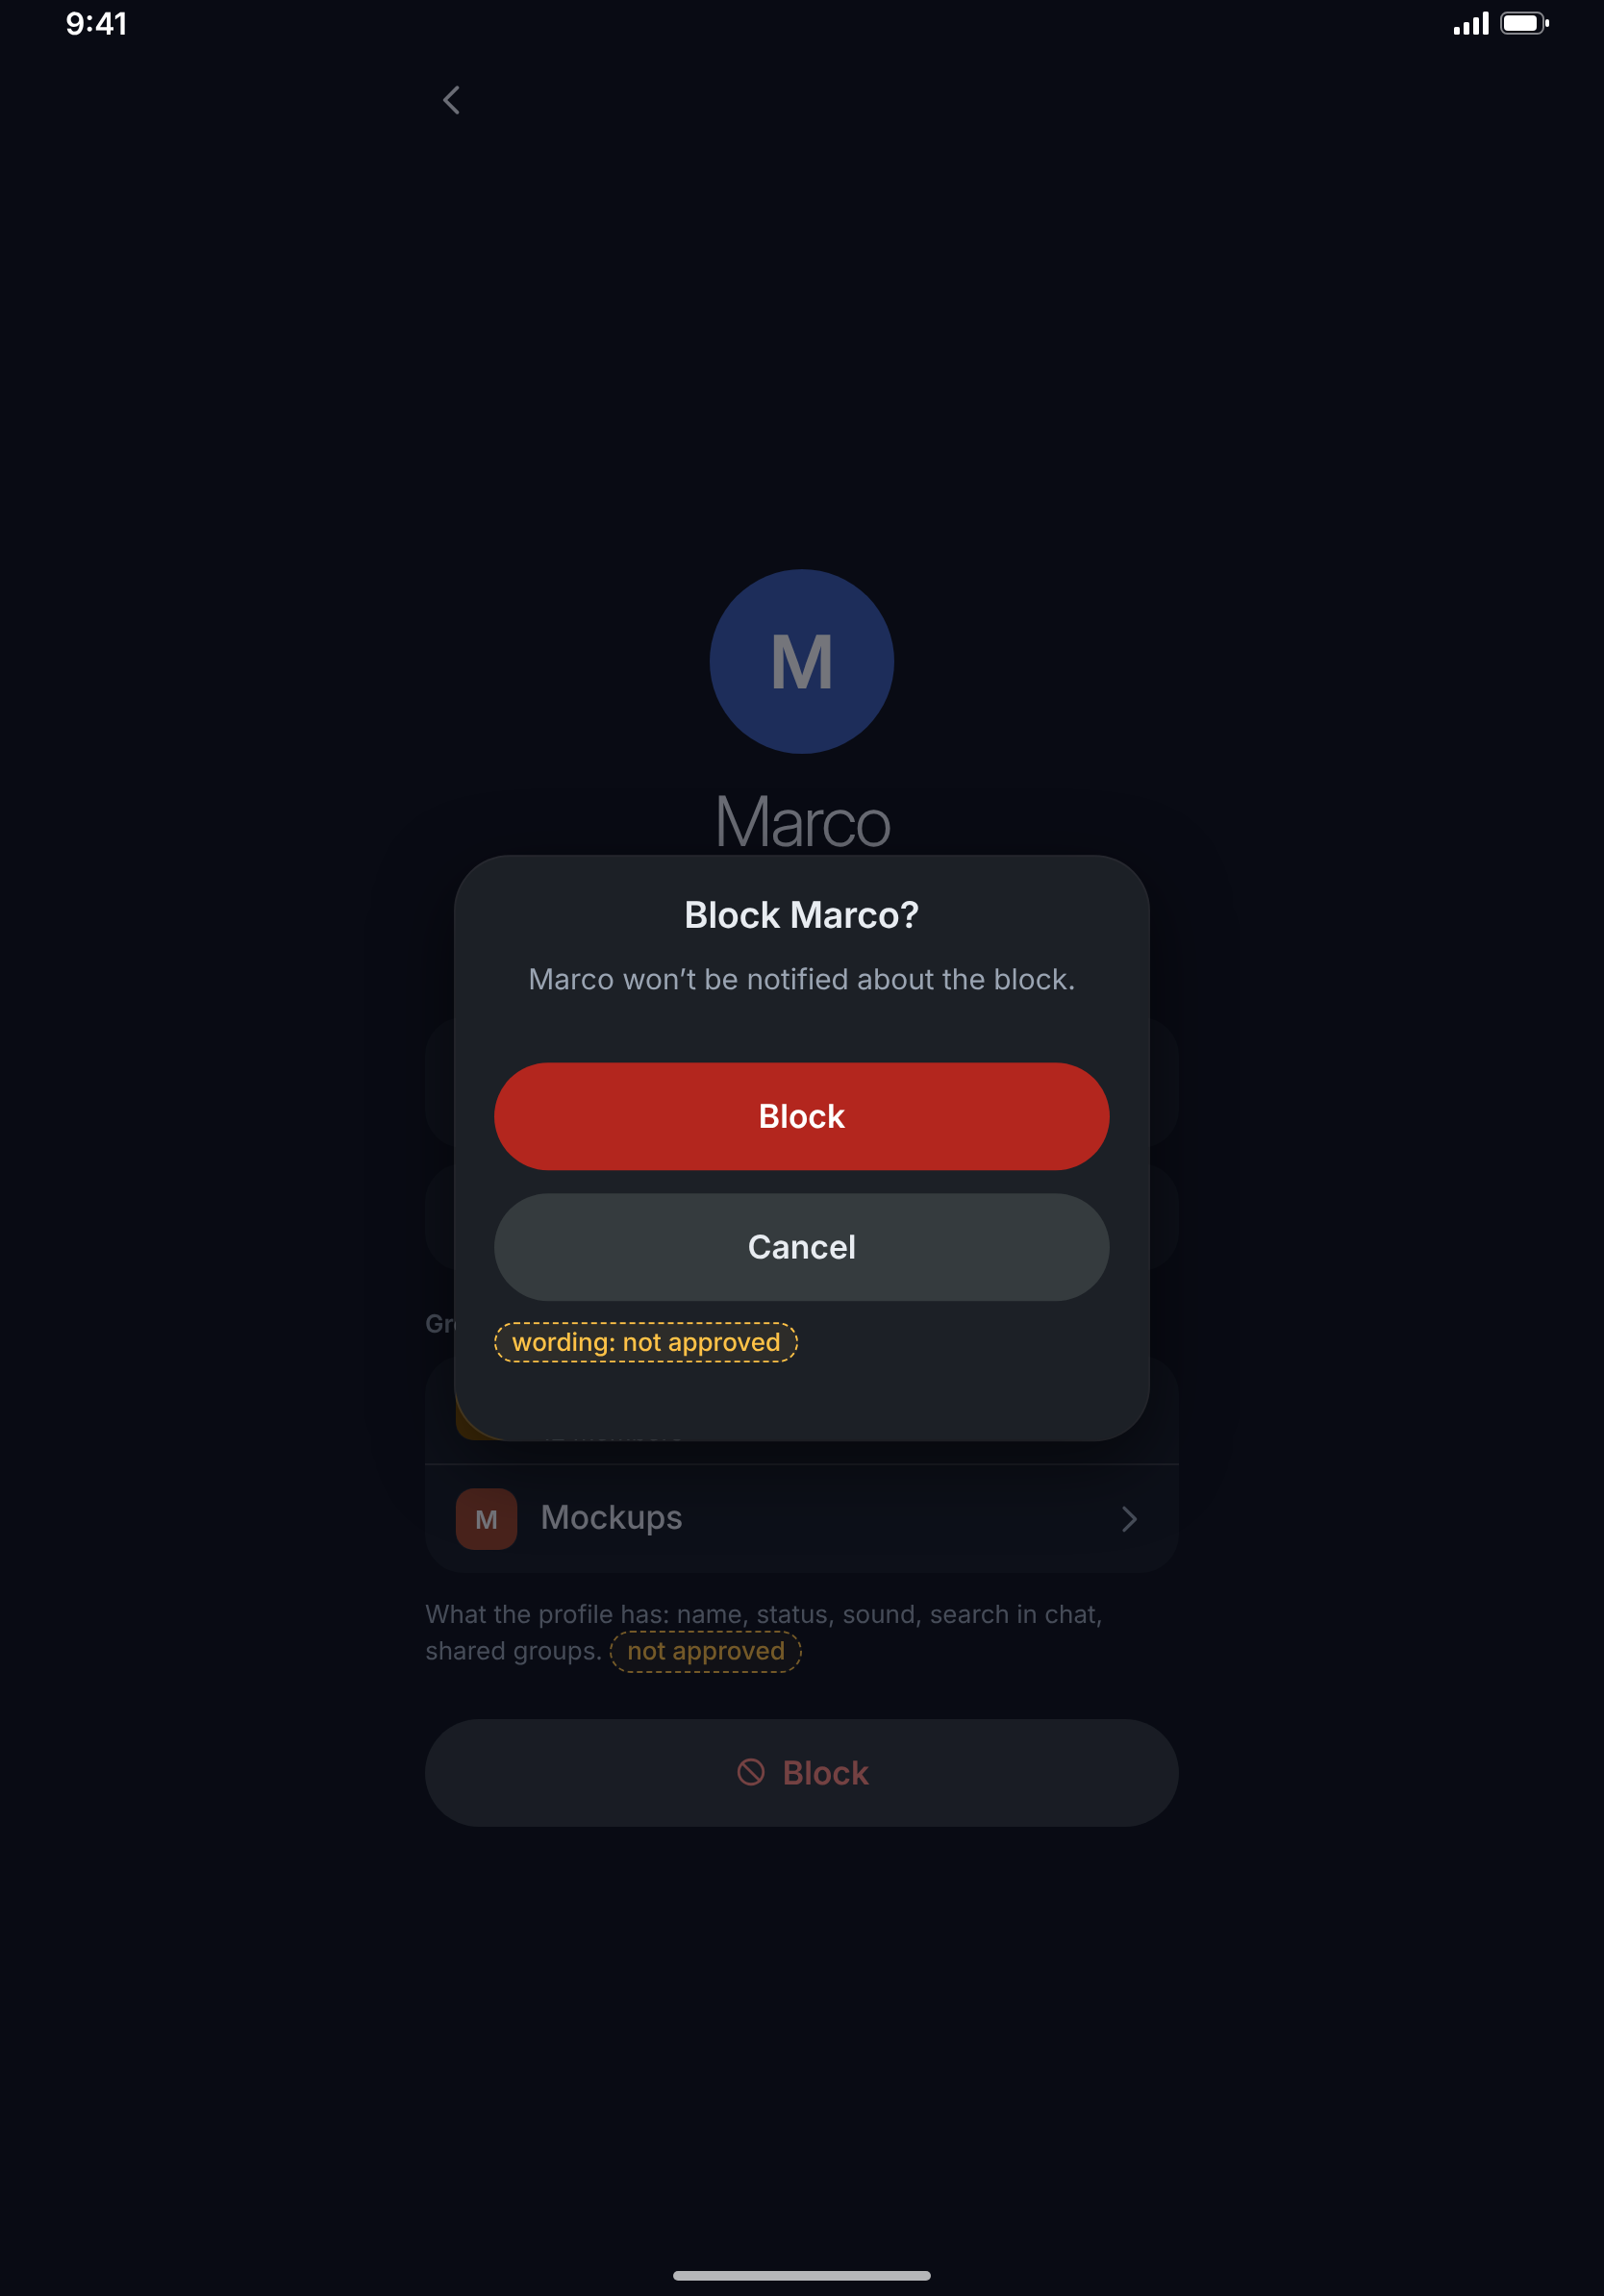 9:41
M
Marco
Block Marco?
Marco won’t be notified about the block.
Block
Cancel
wording: not approved
M
Mockups
What the profile has: name, status, sound, search in chat,
shared groups. not approved
Block